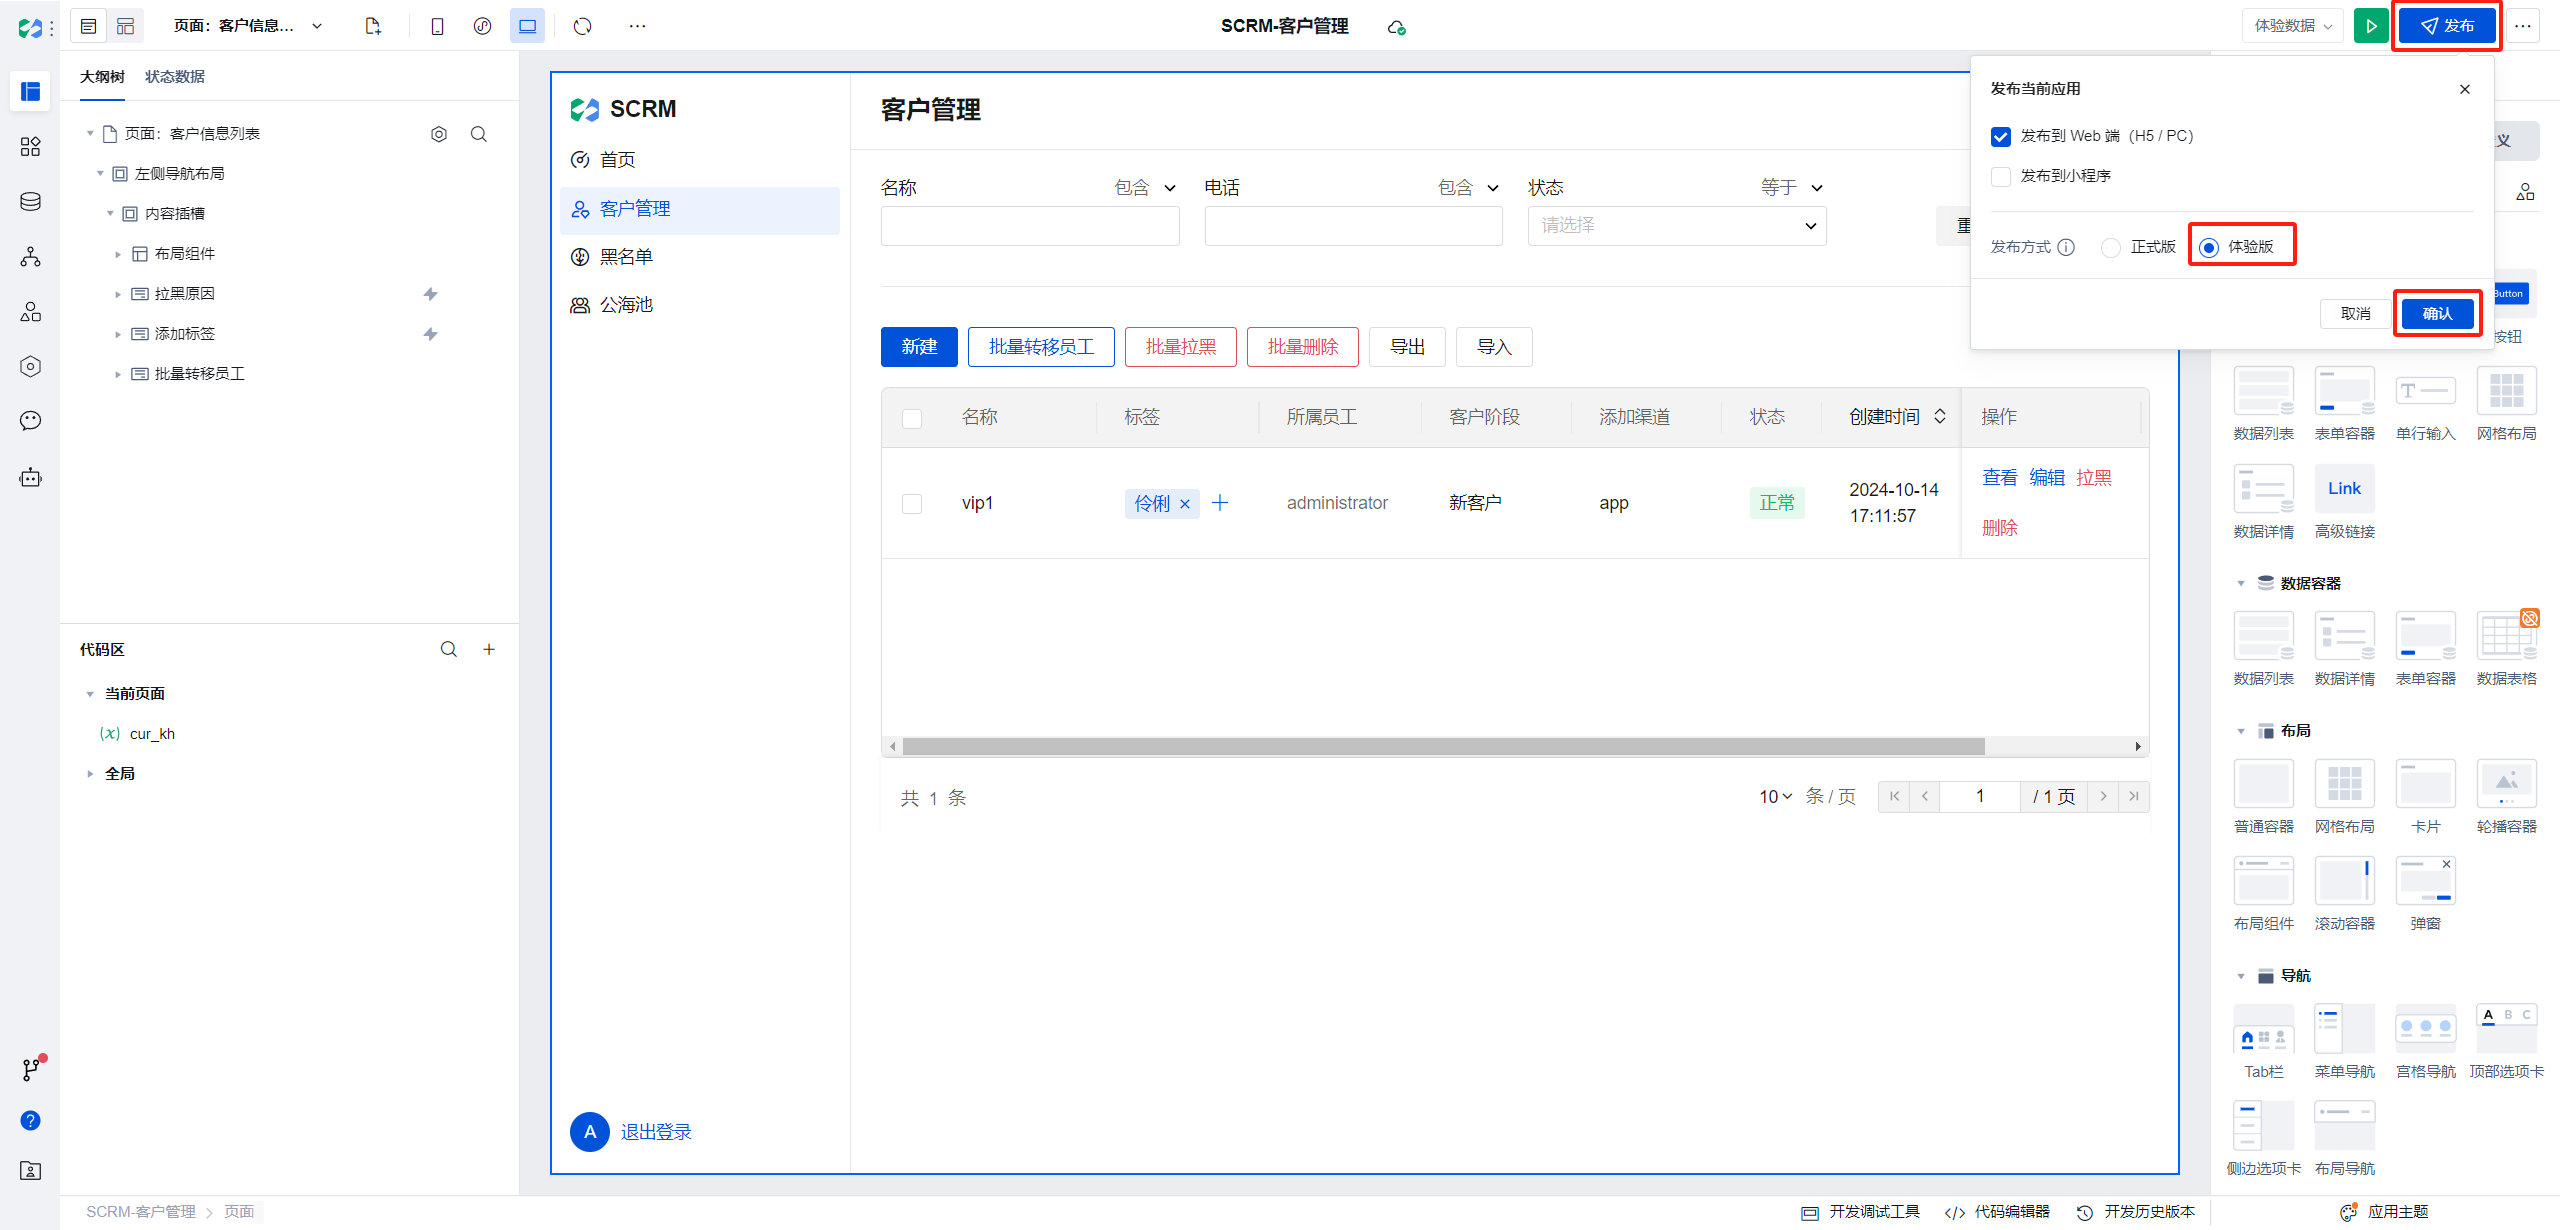 页面：客户信息...
SCRM-客户管理
体验数据
发布
...
大纲树 状态数据
页面：客户信息列表
左侧导航布局
内容插槽
布局组件
拉黑原因
添加标签
批量转移员工
代码区
当前页面
(x) cur_kh
全局
SCRM
首页
客户管理
黑名单
公海池
A 退出登录
客户管理
名称 包含 电话 包含 状态 等于
请选择
重
新建 批量转移员工 批量拉黑 批量删除 导出 导入
名称 标签 所属员工 客户阶段 添加渠道 状态 创建时间 操作
vip1 伶俐 × + administrator 新客户 app 正常 2024-10-14 17:11:57 查看 编辑 拉黑
删除
共 1 条 10 条 / 页 1 / 1 页
发布当前应用
发布到 Web 端（H5 / PC）
发布到小程序
发布方式 正式版 体验版
取消 确认
义
Button
按钮
数据列表 表单容器 单行输入 网格布局
Link
数据详情 高级链接
数据容器
数据列表 数据详情 表单容器 数据表格
布局
普通容器 网格布局 卡片 轮播容器
布局组件 滚动容器 弹窗
导航
A B C
Tab栏 菜单导航 宫格导航 顶部选项卡
侧边选项卡 布局导航
SCRM-客户管理 > 页面
开发调试工具 </> 代码编辑器 开发历史版本 应用主题